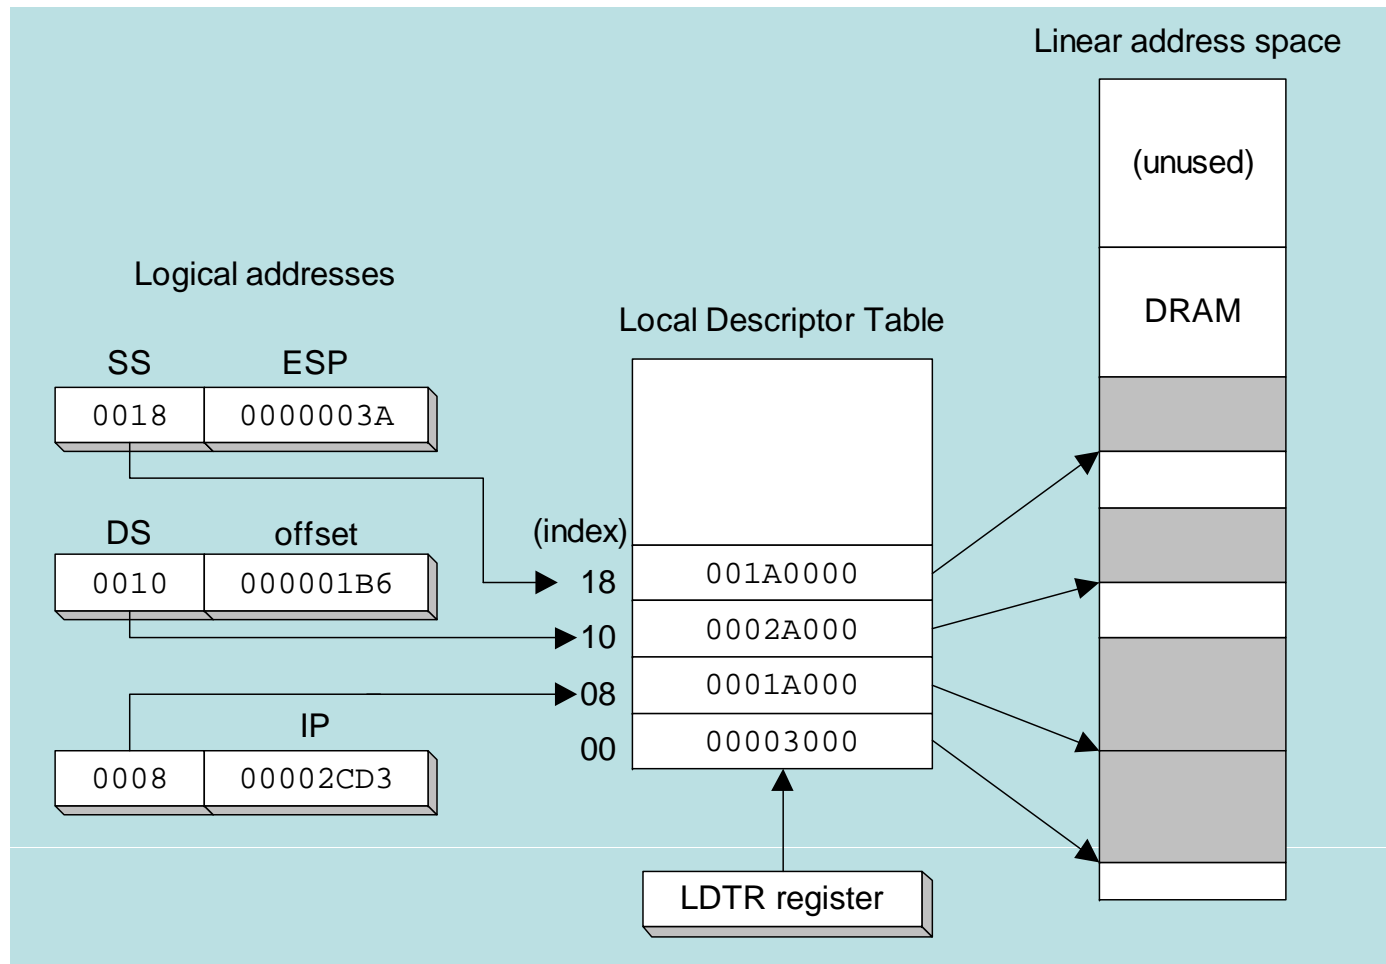 Linear address space
(unused)
Logical addresses
DRAM
Local Descriptor Table
SS ESP
0018 0000003A
DS offset (index)
0010 000001B6
18 001A0000
10 0002A000
08 0001A000
IP
00 00003000
0008 00002CD3
LDTR register